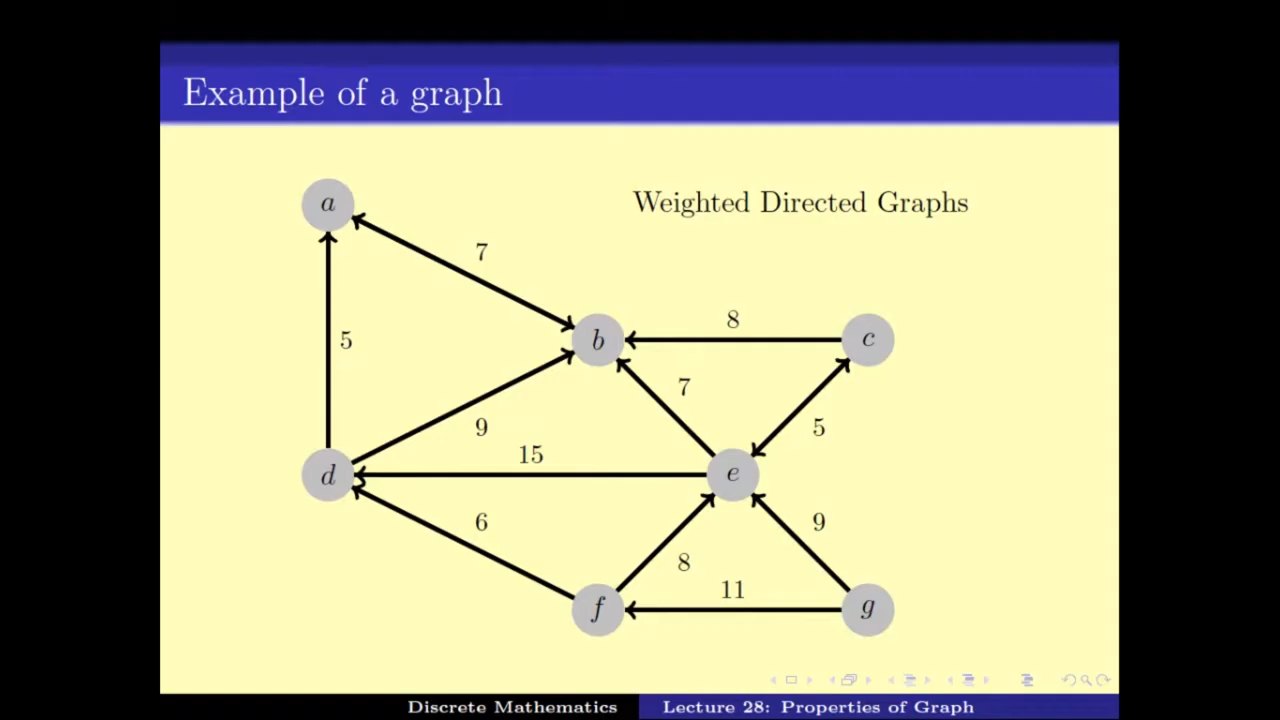 Example of a graph
a
Weighted Directed Graphs
7
8
5
b
c
7
9
5
15
d
e
6
9
8
11
f
g
Discrete Mathematics
Lecture 28: Properties of Graph